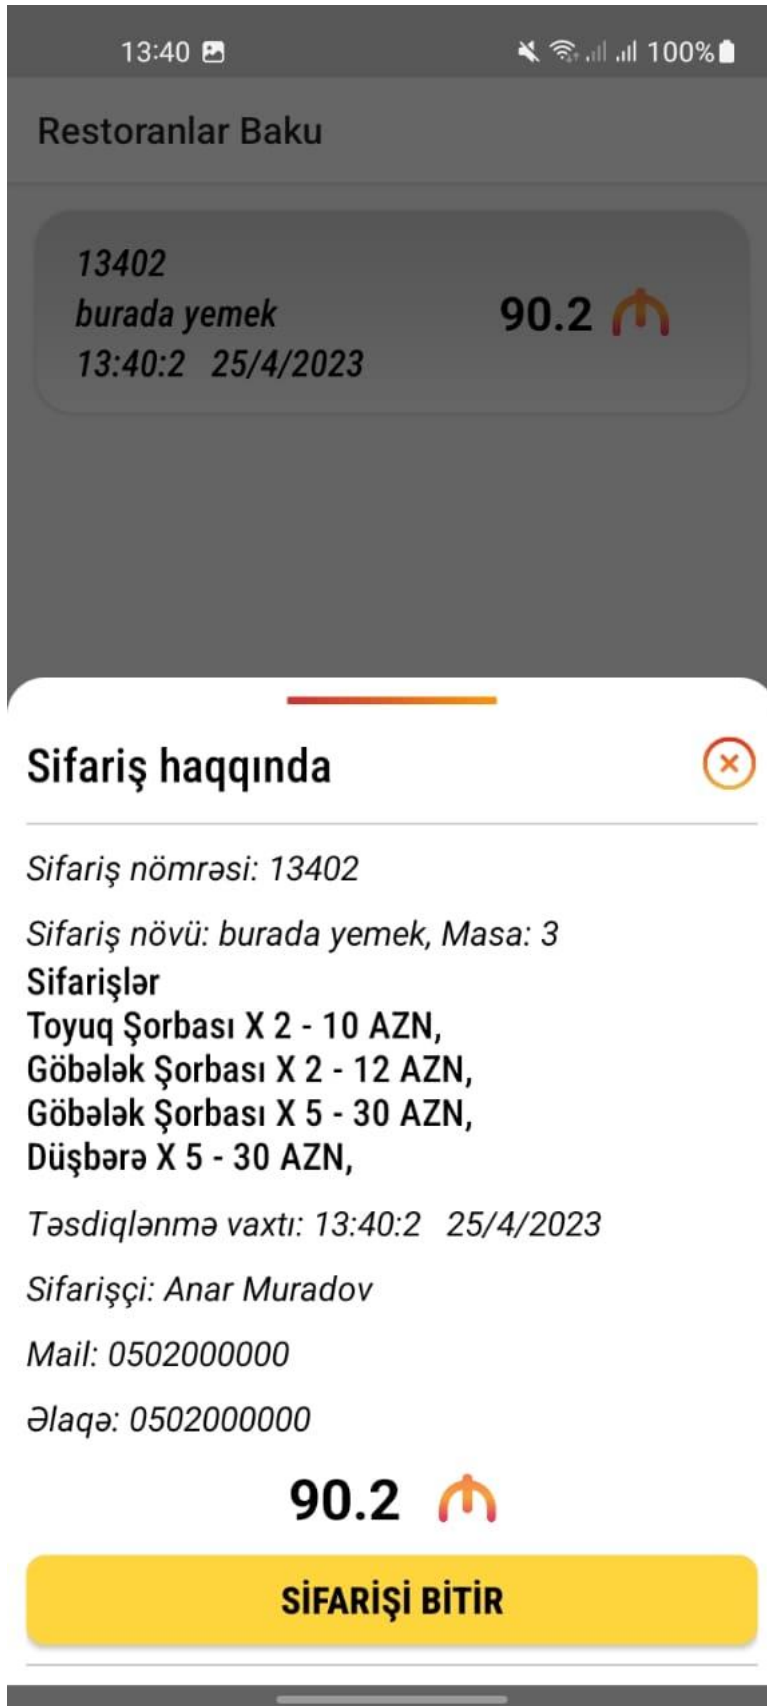 13:40 100%
Restoranlar Baku
13402
burada yemek
90.2 ₼
13:40:2 25/4/2023
Sifariş haqqında
Sifariş nömrəsi: 13402
Sifariş növü: burada yemek, Masa: 3
Sifarişlər
Toyuq Şorbası X 2 - 10 AZN,
Göbələk Şorbası X 2 - 12 AZN,
Göbələk Şorbası X 5 - 30 AZN,
Düşbərə X 5 - 30 AZN,
Təsdiqlənmə vaxtı: 13:40:2 25/4/2023
Sifarişçi: Anar Muradov
Mail: 0502000000
Əlaqə: 0502000000
90.2 ₼
SİFARİŞİ BİTİR